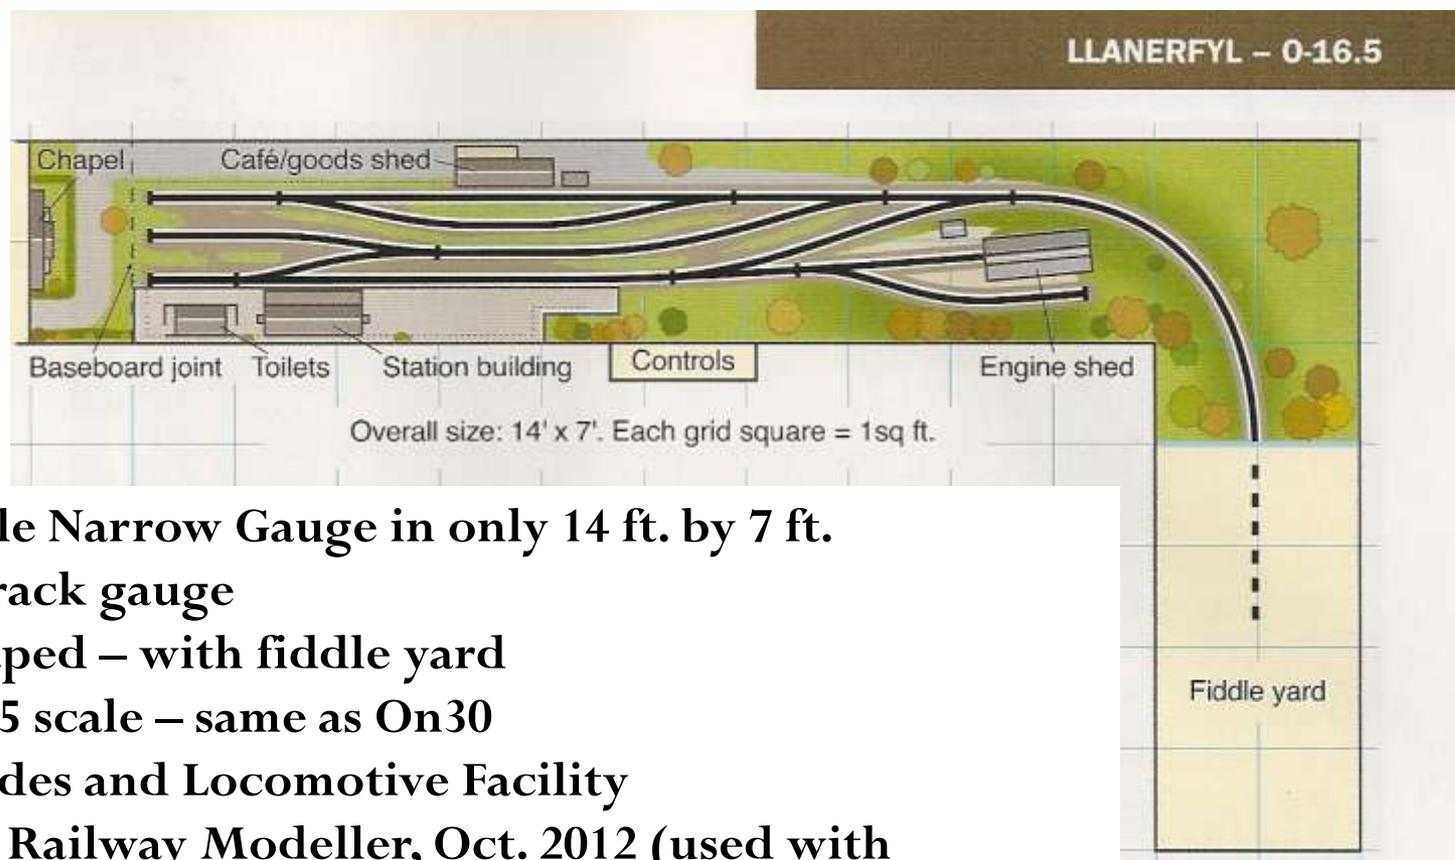 LLANERFYL – 0-16.5
Chapel
Café/goods shed
Baseboard joint
Toilets
Station building
Controls
Engine shed
Overall size: 14' x 7'. Each grid square = 1sq ft.
le Narrow Gauge in only 14 ft. by 7 ft.
rack gauge
ped – with fiddle yard
5 scale – same as On30
des and Locomotive Facility
Railway Modeller, Oct. 2012 (used with
Fiddle yard